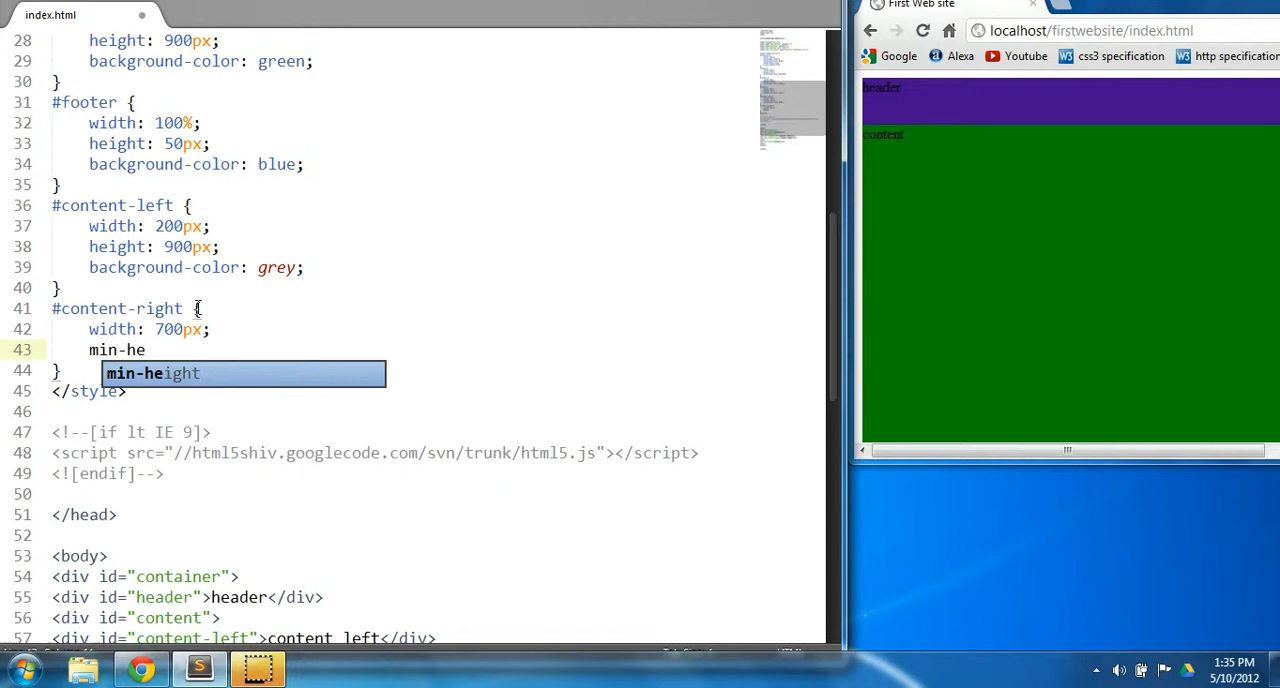 index.html
28 height: 900px;
29 background-color: green;
30 }
31 #footer {
32 width: 100%;
33 height: 50px;
34 background-color: blue;
35 }
36 #content-left {
37 width: 200px;
38 height: 900px;
39 background-color: grey;
40 }
41 #content-right {
42 width: 700px;
43 min-he
min-height
44 }
45 </style>
46
47 <!--[if lt IE 9]>
48 <script src="//html5shiv.googlecode.com/svn/trunk/html5.js"></script>
49 <![endif]-->
50
51 </head>
52
53 <body>
54 <div id="container">
55 <div id="header">header</div>
56 <div id="content">
57 <div id="content-left">content left</div>
First Web site
localhost/firstwebsite/index.html
Google Alexa Youtube css3 specification http specification
header
content
1:35 PM
5/10/2012